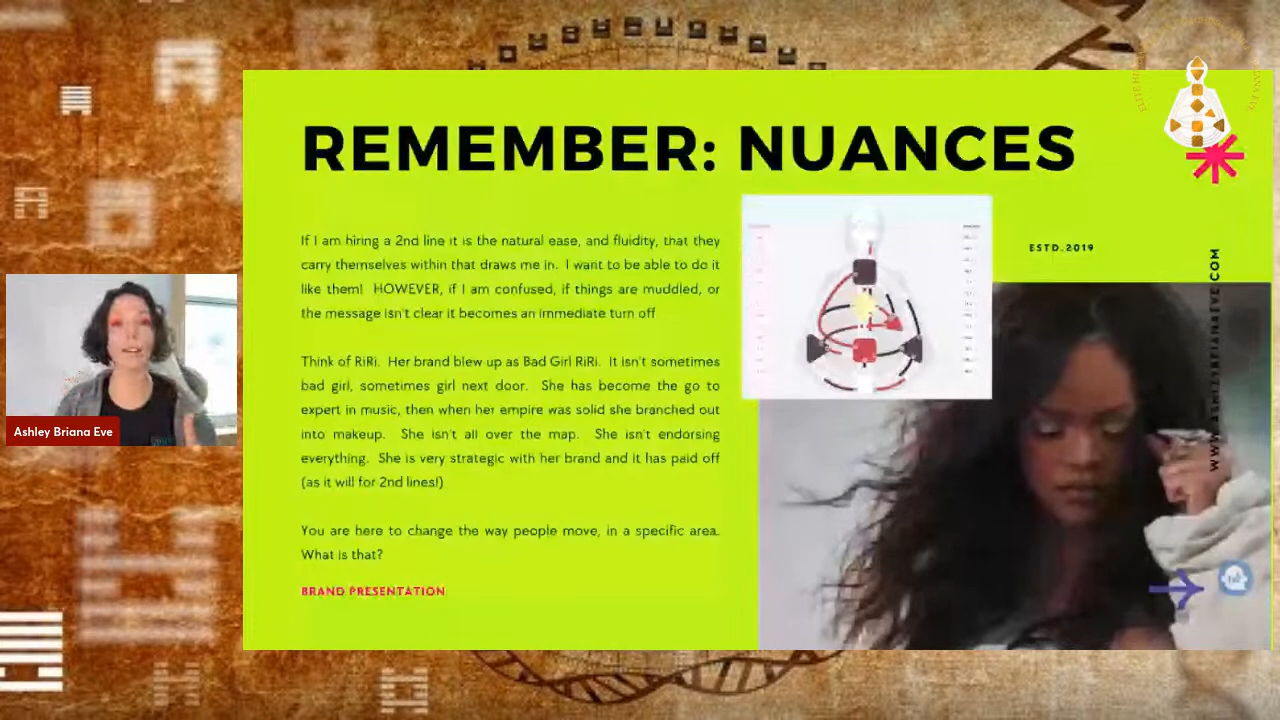 REMEMBER: NUANCES
If I am hiring a 2nd line it is the natural ease, and fluidity, that they
carry themselves within that draws me in. I want to be able to do it
like them! HOWEVER, if I am confused, if things are muddled, or
the message isn't clear it becomes an immediate turn off
Think of RiRi. Her brand blew up as Bad Girl RiRi. It isn't sometimes
bad girl, sometimes girl next door. She has become the go to
expert in music, then when her empire was solid she branched out
into makeup. She isn't all over the map. She isn't endorsing
everything. She is very strategic with her brand and it has paid off
(as it will for 2nd lines!)
You are here to change the way people move, in a specific area.
What is that?
BRAND PRESENTATION
ESTD.2019
WWW.ASHLEYBRIANAEVE.COM
Ashley Briana Eve